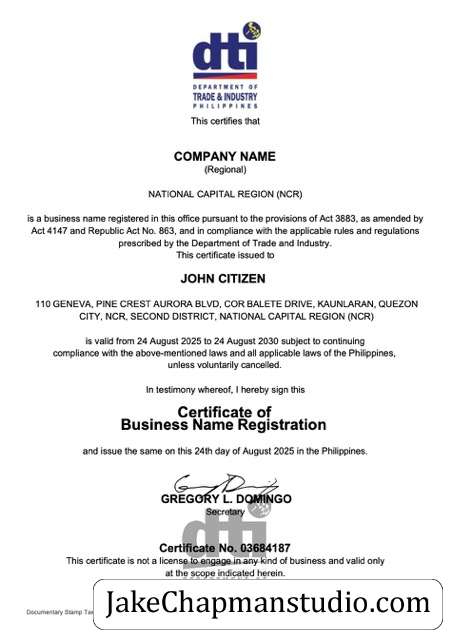 dti
DEPARTMENT OF
TRADE & INDUSTRY
PHILIPPINES
This certifies that
COMPANY NAME
(Regional)
NATIONAL CAPITAL REGION (NCR)
is a business name registered in this office pursuant to the provisions of Act 3883, as amended by
Act 4147 and Republic Act No. 863, and in compliance with the applicable rules and regulations
prescribed by the Department of Trade and Industry.
This certificate issued to
JOHN CITIZEN
110 GENEVA, PINE CREST AURORA BLVD, COR BALETE DRIVE, KAUNLARAN, QUEZON
CITY, NCR, SECOND DISTRICT, NATIONAL CAPITAL REGION (NCR)
is valid from 24 August 2025 to 24 August 2030 subject to continuing
compliance with the above-mentioned laws and all applicable laws of the Philippines,
unless voluntarily cancelled.
In testimony whereof, I hereby sign this
Certificate of
Business Name Registration
and issue the same on this 24th day of August 2025 in the Philippines.
GREGORY L. DOMINGO
Secretary
dti
Certificate No. 03684187
This certificate is not a license to engage in any kind of business and valid only
at the scope indicated herein.
Documentary Stamp
JakeChapmanstudio.com